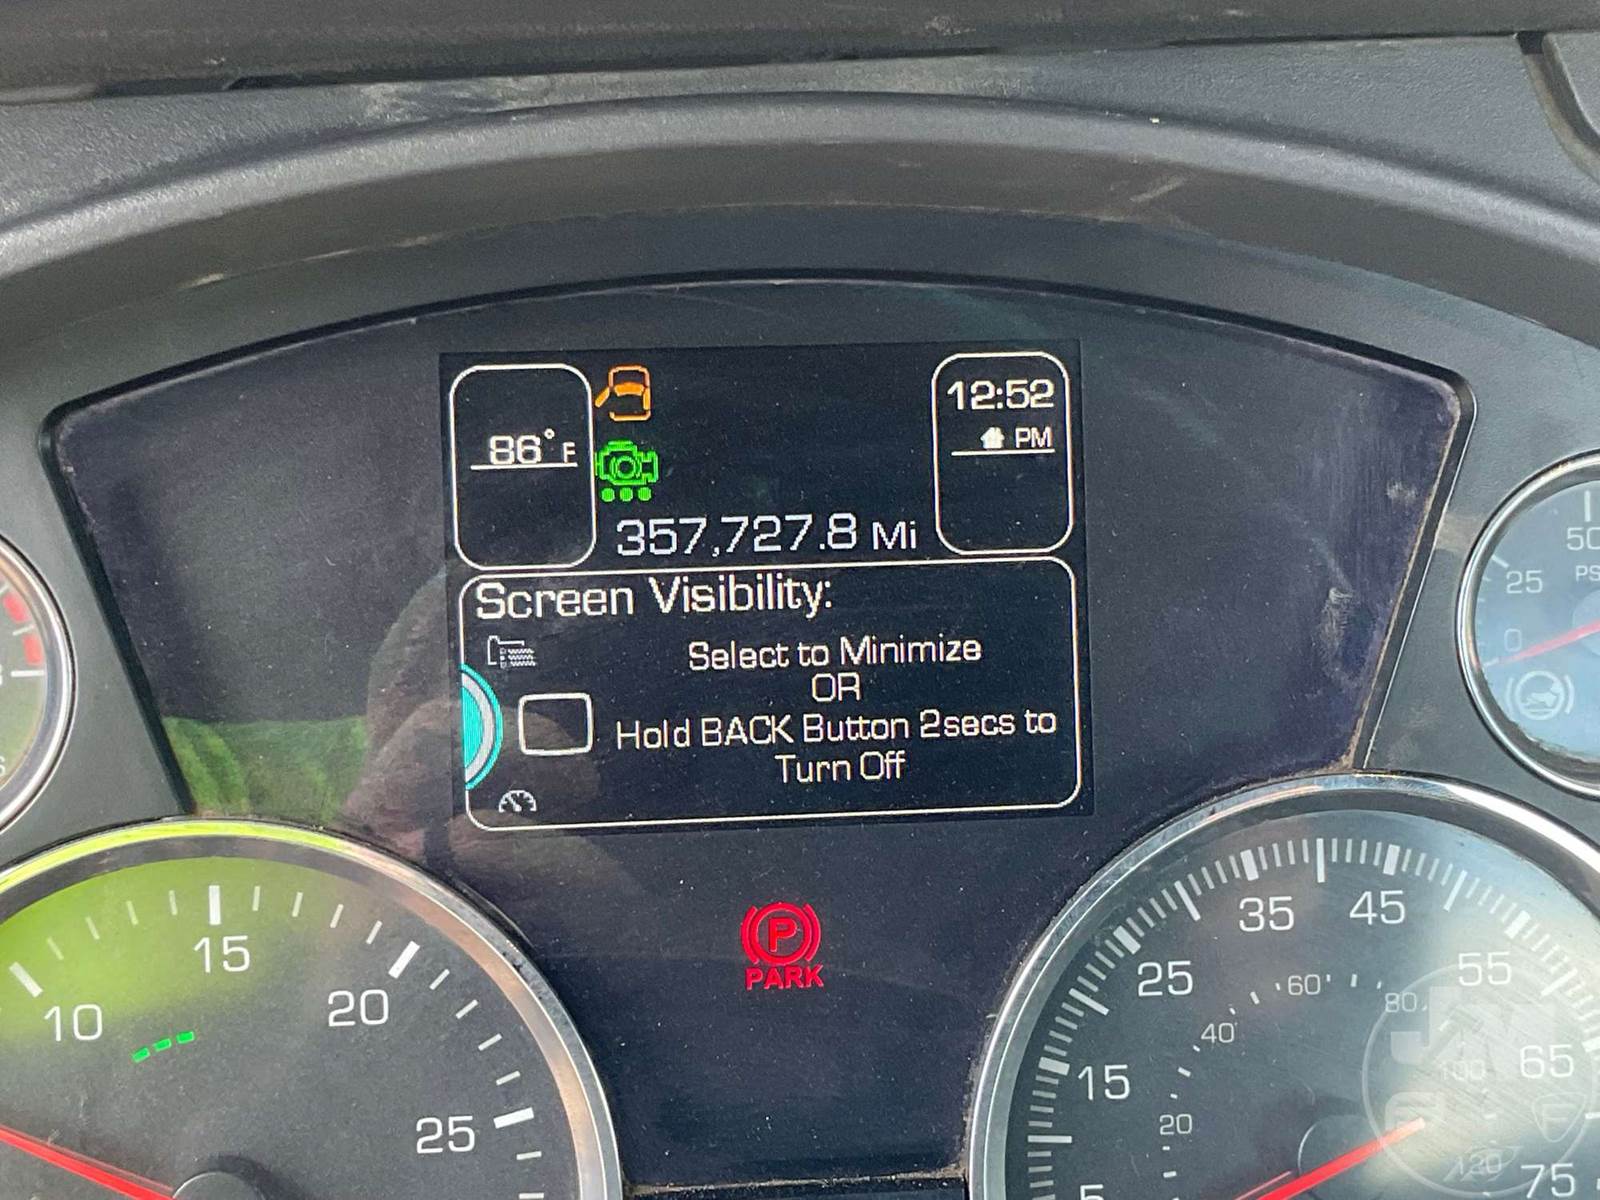 86°F
12:52
PM
357,727.8 Mi
Screen Visibility:
Select to Minimize
OR
Hold BACK Button 2secs to
Turn Off
P
PARK
10
15
20
25
5
15
25
35
45
55
65
75
20
40
60
80
100
120
0
25
50